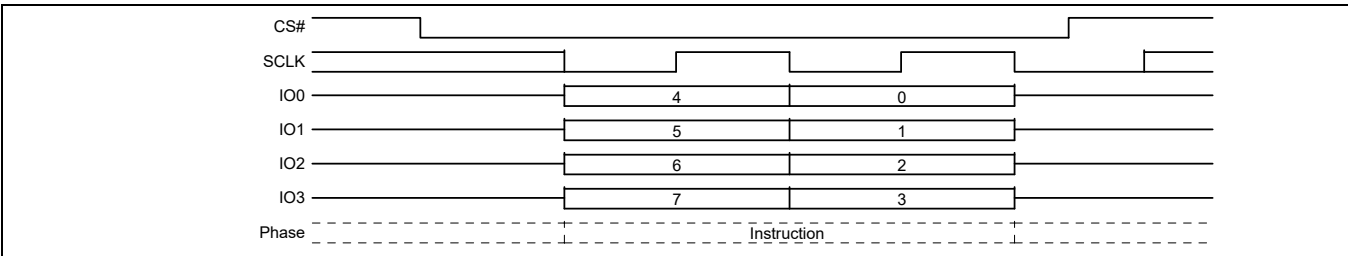 CS#
SCLK
IO0 4 0
IO1 5 1
IO2 6 2
IO3 7 3
Phase Instruction